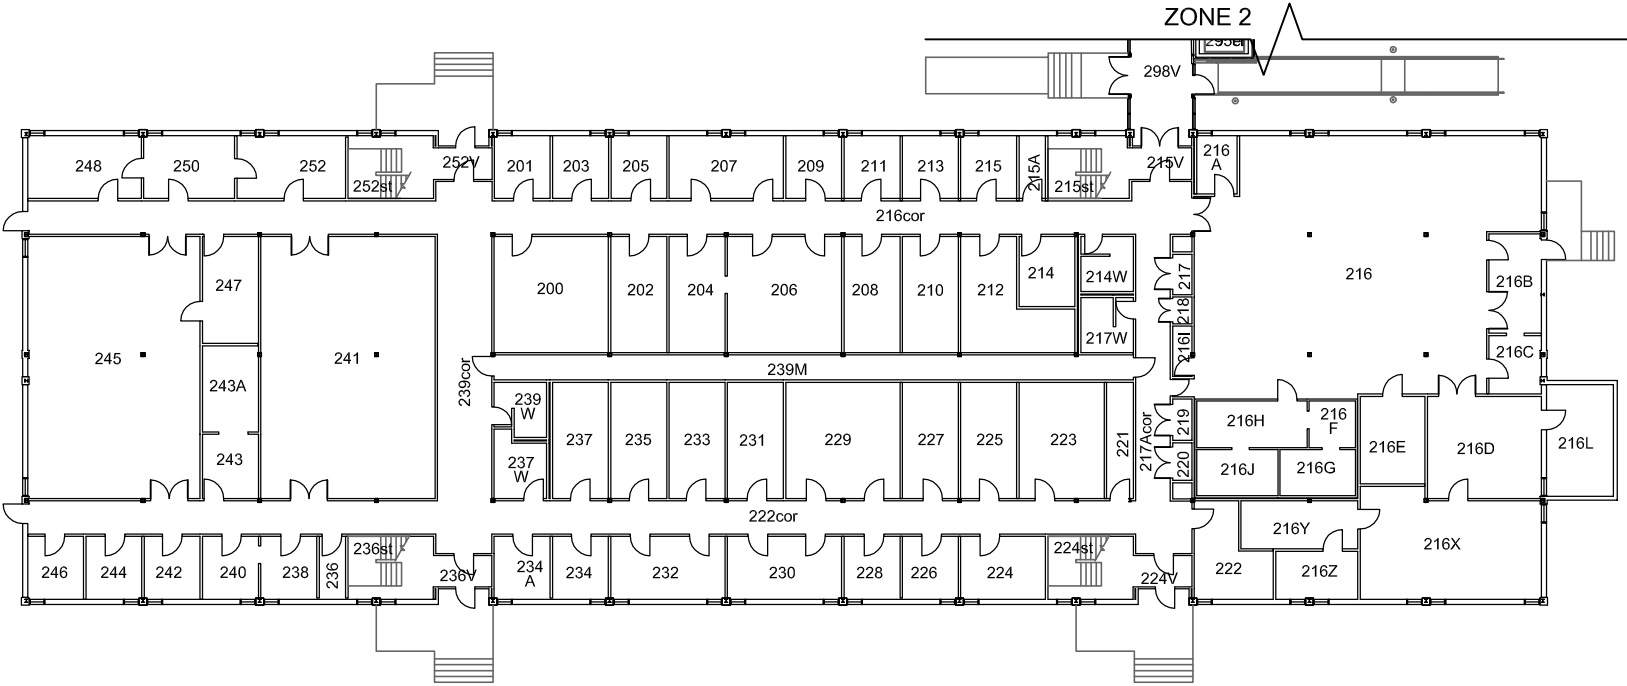 ZONE 2
295el
298V
248
250
252
252st
252V
201
203
205
207
209
211
213
215
215A
215st
215V
216
A
216cor
247
245
241
243A
243
239cor
200
202
204
206
208
210
212
214
214W
217W
217
218
216I
216
216B
216C
239M
239
W
237
W
237
235
233
231
229
227
225
223
221
217Acor
219
220
216H
216
F
216J
216G
216E
216D
216L
222cor
246
244
242
240
238
236
236st
236V
234
A
234
232
230
228
226
224
224st
224V
222
216Y
216Z
216X